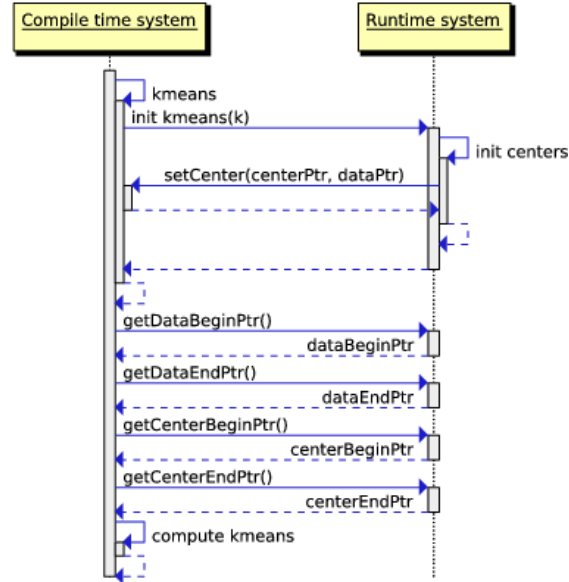 Compile time system
Runtime system
kmeans
init kmeans(k)
init centers
setCenter(centerPtr, dataPtr)
getDataBeginPtr()
dataBeginPtr
getDataEndPtr()
dataEndPtr
getCenterBeginPtr()
centerBeginPtr
getCenterEndPtr()
centerEndPtr
compute kmeans